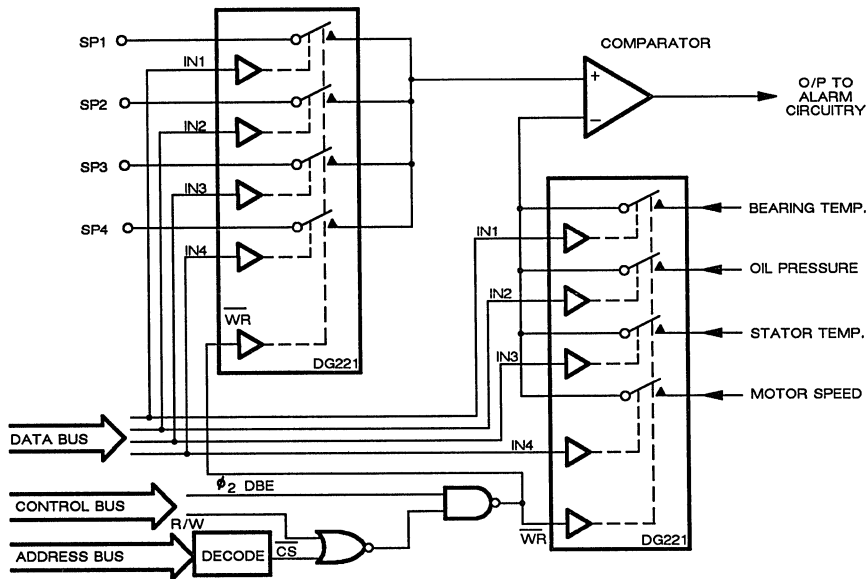 SP1
IN1
SP2
IN2
SP3
IN3
SP4
IN4
WR
DG221
COMPARATOR
+
−
O/P TO
ALARM
CIRCUITRY
BEARING TEMP.
IN1
OIL PRESSURE
IN2
STATOR TEMP.
IN3
MOTOR SPEED
IN4
WR
DG221
DATA BUS
ϕ2 DBE
CONTROL BUS
R/W
ADDRESS BUS
DECODE
CS